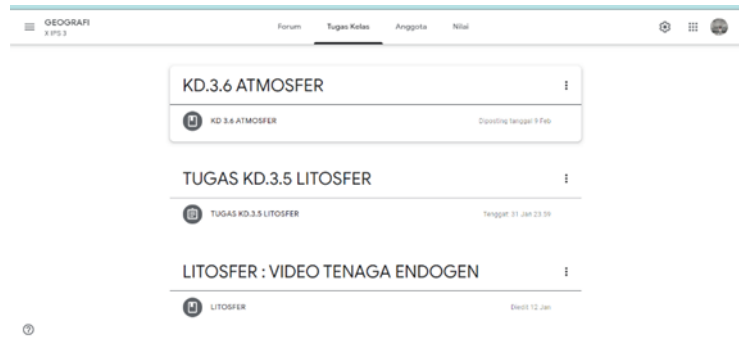 GEOGRAFI
X IPS 3
Forum Tugas Kelas Anggota Nilai
KD.3.6 ATMOSFER
KD 3.6 ATMOSFER Diposting tanggal 9 Feb
TUGAS KD.3.5 LITOSFER
TUGAS KD.3.5 LITOSFER Tenggat: 31 Jan 23.59
LITOSFER : VIDEO TENAGA ENDOGEN
LITOSFER Diedit 12 Jan